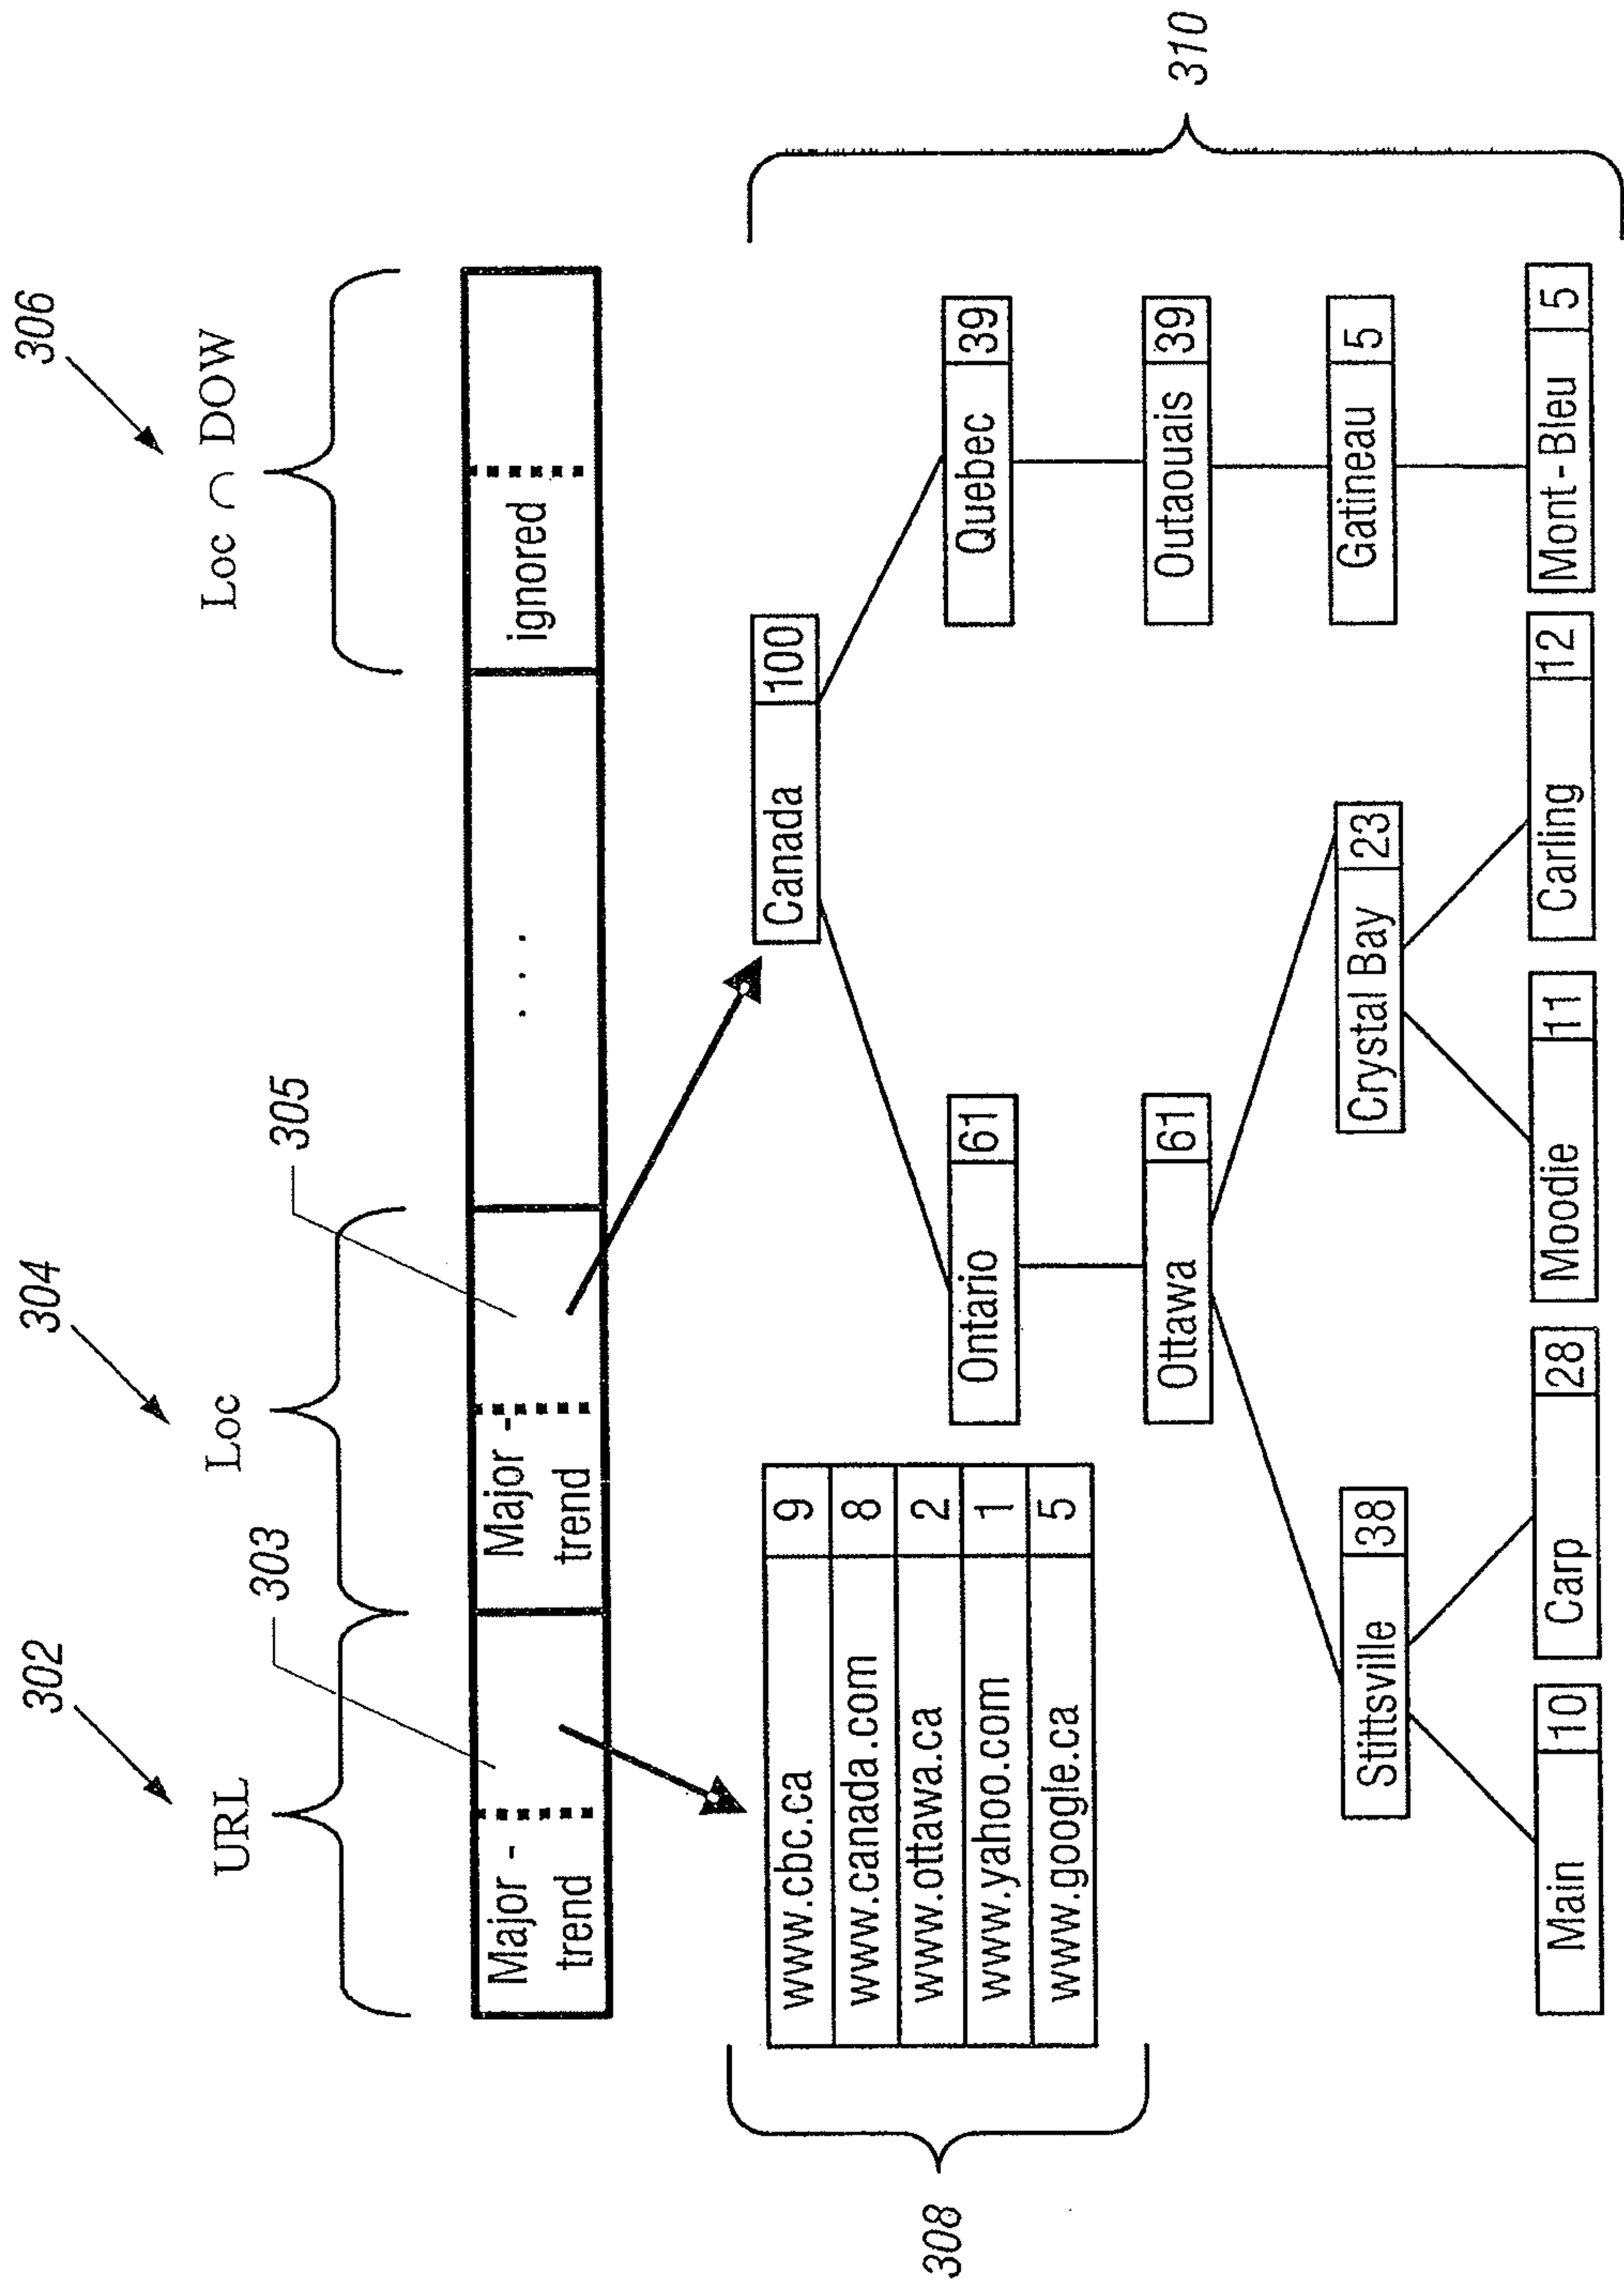 302
304
306
URL
Loc
Loc ∩ DOW
303
305
Major -
trend
Major -
trend
. . .
ignored
308
www.cbc.ca 9
www.canada.com 8
www.ottawa.ca 2
www.yahoo.com 1
www.google.ca 5
Canada 100
Ontario 61
Quebec 39
Ottawa 61
Outaouais 39
Stittsville 38
Crystal Bay 23
Gatineau 5
Main 10
Carp 28
Moodie 11
Carling 12
Mont-Bleu 5
310